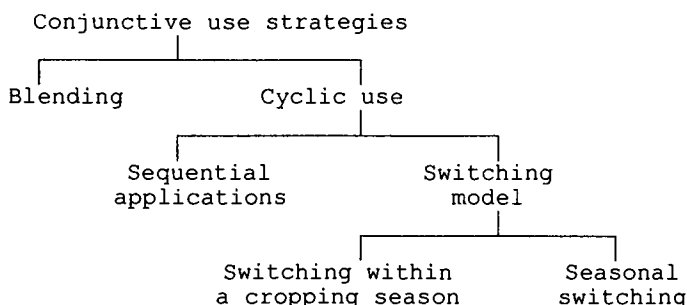 Conjunctive use strategies
Blending
Cyclic use
Sequential
applications
Switching
model
Switching within
a cropping season
Seasonal
switching